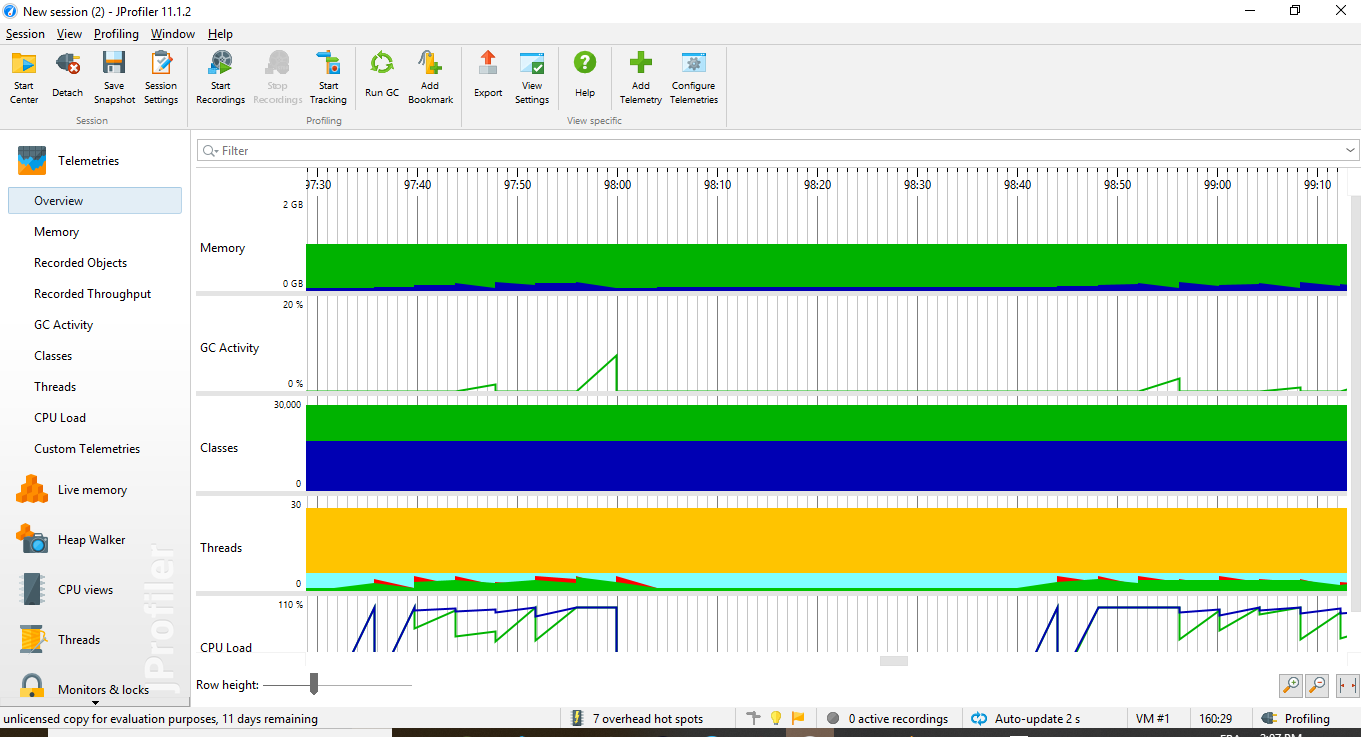 New session (2) - JProfiler 11.1.2
Session View Profiling Window Help
Start Center
Detach
Save Snapshot
Session Settings
Start Recordings
Stop Recordings
Start Tracking
Run GC
Add Bookmark
Export
View Settings
Help
Add Telemetry
Configure Telemetries
Session
Profiling
View specific
Telemetries
Overview
Memory
Recorded Objects
Recorded Throughput
GC Activity
Classes
Threads
CPU Load
Custom Telemetries
Live memory
Heap Walker
CPU views
Threads
Monitors & locks
JProfiler
Filter
97:30 97:40 97:50 98:00 98:10 98:20 98:30 98:40 98:50 99:00 99:10
2 GB
Memory
0 GB
20 %
GC Activity
0 %
30,000
Classes
0
30
Threads
0
110 %
CPU Load
Row height:
unlicensed copy for evaluation purposes, 11 days remaining
7 overhead hot spots
0 active recordings
Auto-update 2 s
VM #1
160:29
Profiling